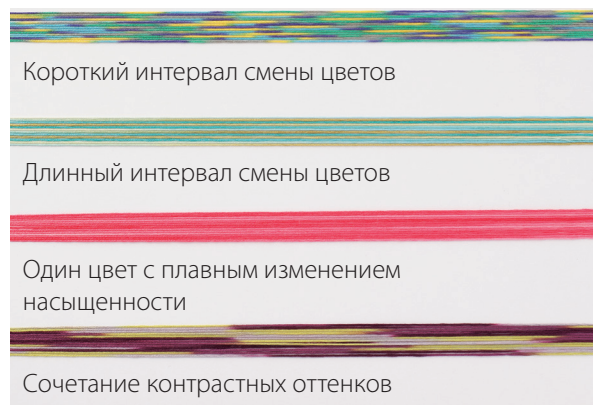 Короткий интервал смены цветов
Длинный интервал смены цветов
Один цвет с плавным изменением
насыщенности
Сочетание контрастных оттенков